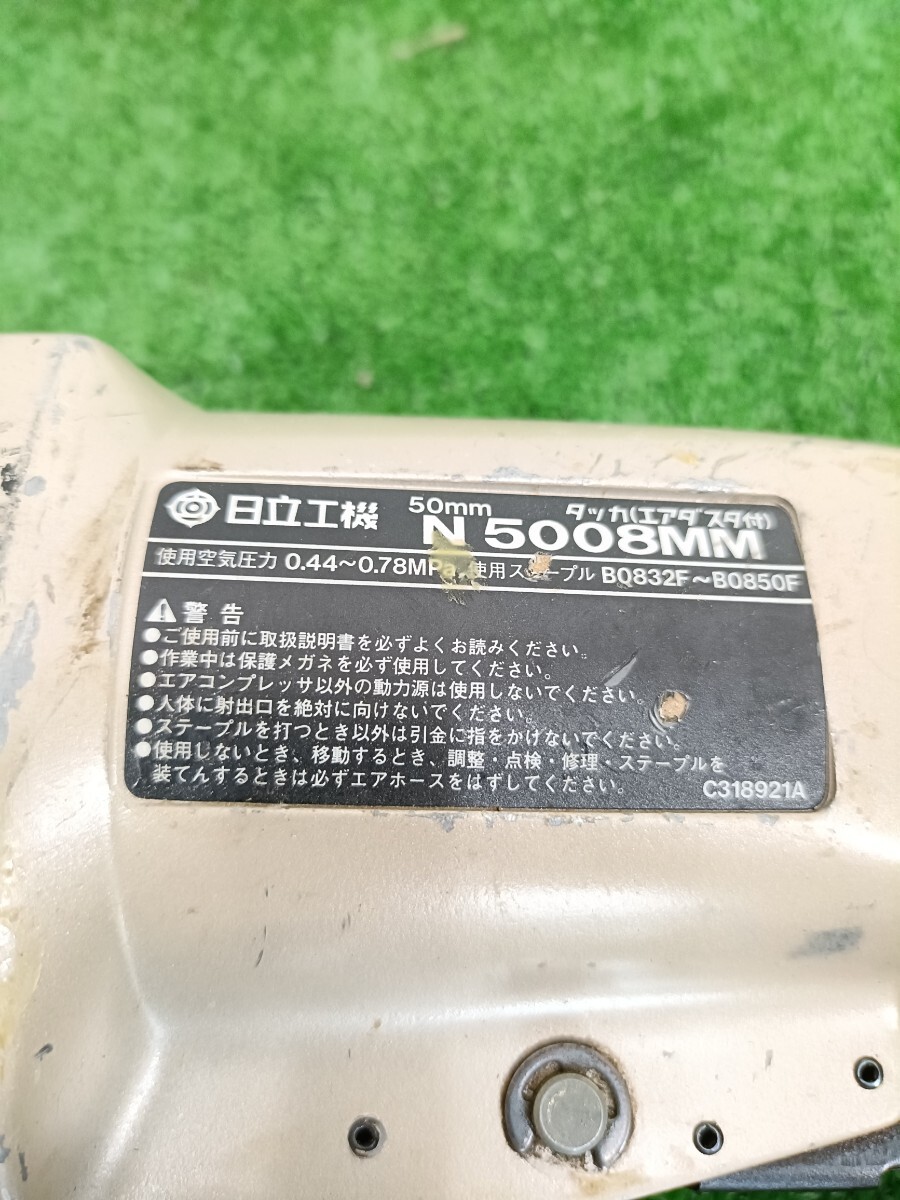 日立工機 50mm タッカ(エアダスタ付)
N 5008MM
使用空気圧力 0.44～0.78MPa 使用ステープル BO832F～BO850F
警告
●ご使用前に取扱説明書を必ずよくお読みください。
●作業中は保護メガネを必ず使用してください。
●エアコンプレッサ以外の動力源は使用しないでください。
●人体に射出口を絶対に向けないでください。
●ステープルを打つとき以外は引金に指をかけないでください。
●使用しないとき、移動するとき、調整・点検・修理・ステープルを
装てんするときは必ずエアホースをはずしてください。
C318921A